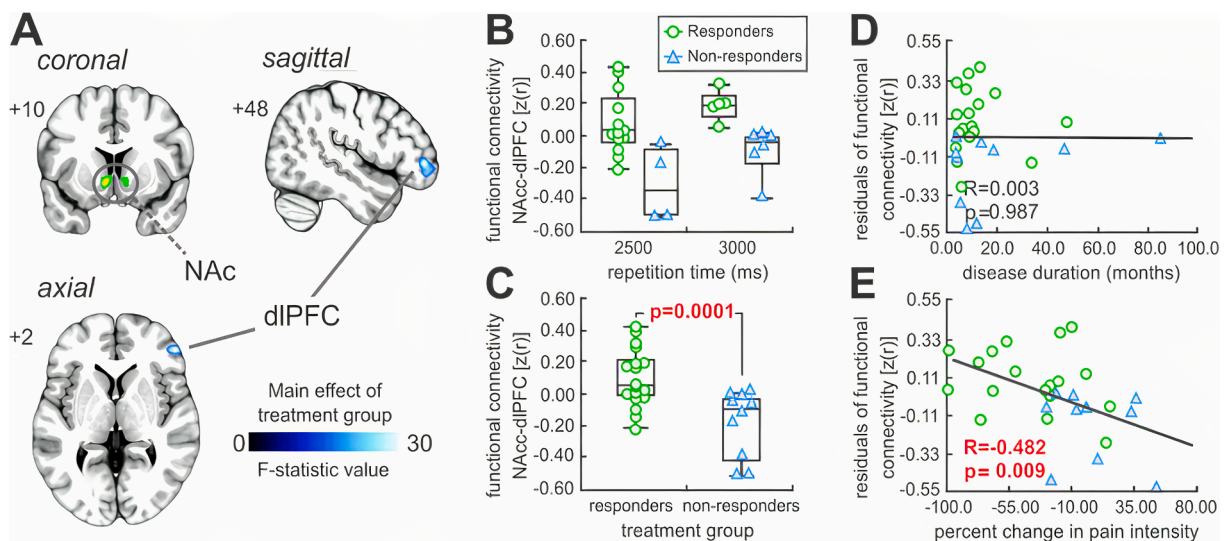 A
coronal
sagittal
+10
+48
NAc
axial
dlPFC
+2
Main effect of
treatment group
0
30
F-statistic value
B
Responders
Non-responders
functional connectivity
NAcc-dlPFC [z(r)]
0.60
0.40
0.20
0.00
-0.20
-0.40
-0.60
2500
3000
repetition time (ms)
C
p=0.0001
functional connectivity
NAcc-dlPFC [z(r)]
0.60
0.40
0.20
0.00
-0.20
-0.40
-0.60
responders
non-responders
treatment group
D
residuals of functional
connectivity [z(r)]
0.55
0.33
0.11
-0.11
-0.33
-0.55
R=0.003
p=0.987
0.00
20.0
40.0
60.0
80.0
100.0
disease duration (months)
E
residuals of functional
connectivity [z(r)]
0.55
0.33
0.11
-0.11
-0.33
0.55
R=-0.482
p= 0.009
-100.0
-55.00
-10.00
35.00
80.00
percent change in pain intensity